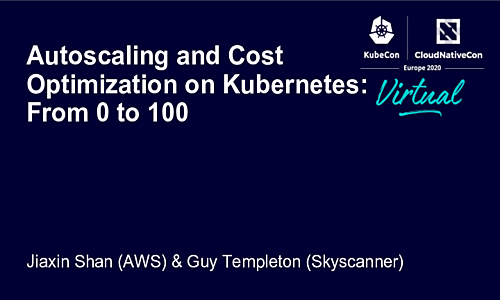 Autoscaling and Cost
Optimization on Kubernetes:
From 0 to 100
KubeCon
CloudNativeCon
Europe 2020
Virtual
Jiaxin Shan (AWS) & Guy Templeton (Skyscanner)